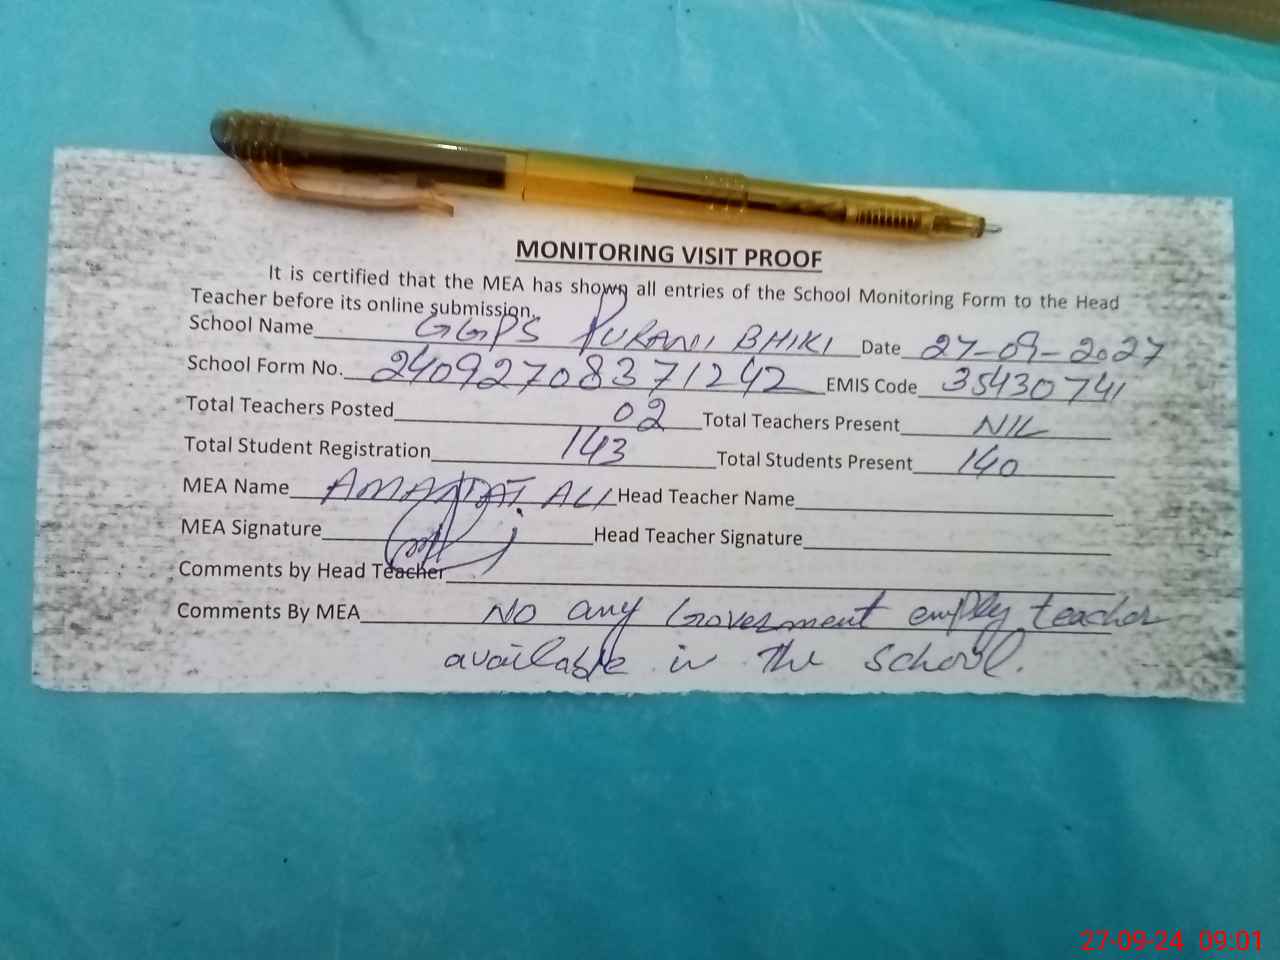 MONITORING VISIT PROOF
It is certified that the MEA has shown all entries of the School Monitoring Form to the Head
Teacher before its online submission.
School Name GGPS PURANI BHIKI Date 27-09-2027
School Form No. 24092708371242 EMIS Code 35430741
Total Teachers Posted 02 Total Teachers Present NIL
Total Student Registration 143 Total Students Present 140
MEA Name AMANAT ALI Head Teacher Name
MEA Signature Head Teacher Signature
Comments by Head Teacher
Comments By MEA No any Government emply teacher
available in the school.
27-09-24 09.01